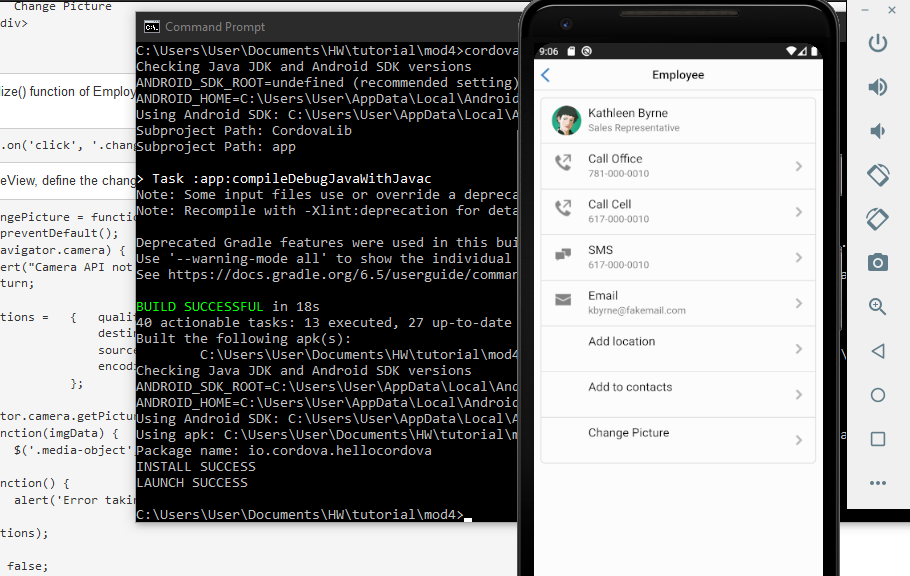 Change Picture
div>
lize() function of Employ
.on('click', '.chang
eView, define the chang
ngePicture = functio
preventDefault();
avigator.camera) {
ert("Camera API not
turn;
tions =   {   quali
destin
source
encodi
};
tor.camera.getPictur
nction(imgData) {
$('.media-object'
nction() {
alert('Error takin
tions);
false;
Command Prompt
C:\Users\User\Documents\HW\tutorial\mod4>cordova
Checking Java JDK and Android SDK versions
ANDROID_SDK_ROOT=undefined (recommended setting)
ANDROID_HOME=C:\Users\User\AppData\Local\Android
Using Android SDK: C:\Users\User\AppData\Local\A
Subproject Path: CordovaLib
Subproject Path: app
> Task :app:compileDebugJavaWithJavac
Note: Some input files use or override a depreca
Note: Recompile with -Xlint:deprecation for deta
Deprecated Gradle features were used in this bui
Use '--warning-mode all' to show the individual
See https://docs.gradle.org/6.5/userguide/comman
BUILD SUCCESSFUL in 18s
40 actionable tasks: 13 executed, 27 up-to-date
Built the following apk(s):
C:\Users\User\Documents\HW\tutorial\mod4
Checking Java JDK and Android SDK versions
ANDROID_SDK_ROOT=C:\Users\User\AppData\Local\And
ANDROID_HOME=C:\Users\User\AppData\Local\Android
Using Android SDK: C:\Users\User\AppData\Local\A
Using apk: C:\Users\User\Documents\HW\tutorial\m
Package name: io.cordova.hellocordova
INSTALL SUCCESS
LAUNCH SUCCESS
C:\Users\User\Documents\HW\tutorial\mod4>
9:06
Employee
Kathleen Byrne
Sales Representative
Call Office
781-000-0010
Call Cell
617-000-0010
SMS
617-000-0010
Email
kbyrne@fakemail.com
Add location
Add to contacts
Change Picture